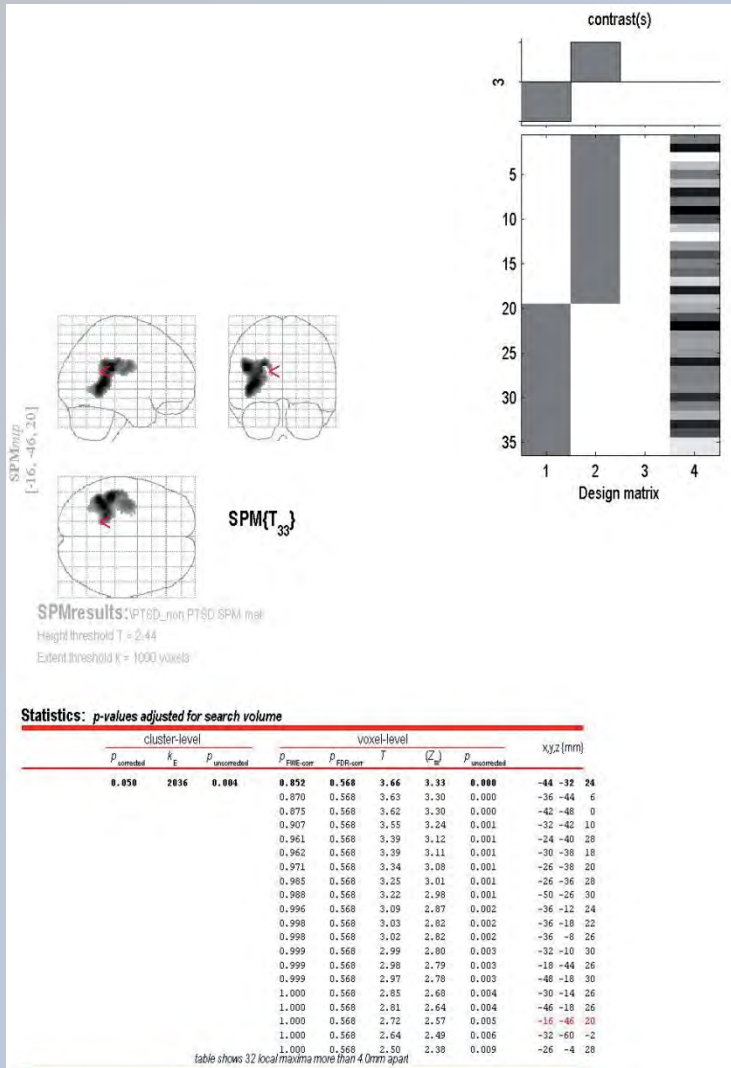 contrast(s)
3
5
10
15
20
25
30
35
1 2 3 4
Design matrix
SPMmip
[-16, -46, 20]
<
<
<
SPM{T33}
SPMresults: \PTSD_non PTSD SPM mat
Height threshold T = 2.44
Extent threshold k = 1000 voxels
Statistics: p-values adjusted for search volume
cluster-level voxel-level x,y,z {mm}
p corrected k E p uncorrected p FWE-corr p FDR-corr T (Z≡) p uncorrected
0.050 2036 0.004 0.852 0.568 3.66 3.33 0.000 -44 -32 24
0.870 0.568 3.63 3.30 0.000 -36 -44 6
0.875 0.568 3.62 3.30 0.000 -42 -48 0
0.907 0.568 3.55 3.24 0.001 -32 -42 10
0.961 0.568 3.39 3.12 0.001 -24 -40 28
0.962 0.568 3.39 3.11 0.001 -30 -38 18
0.971 0.568 3.34 3.08 0.001 -26 -38 20
0.985 0.568 3.25 3.01 0.001 -26 -36 28
0.988 0.568 3.22 2.98 0.001 -50 -26 30
0.996 0.568 3.09 2.87 0.002 -36 -12 24
0.998 0.568 3.03 2.82 0.002 -36 -18 22
0.998 0.568 3.02 2.82 0.002 -36 -8 26
0.999 0.568 2.99 2.80 0.003 -32 -10 30
0.999 0.568 2.98 2.79 0.003 -18 -44 26
0.999 0.568 2.97 2.78 0.003 -48 -18 30
1.000 0.568 2.85 2.68 0.004 -30 -14 26
1.000 0.568 2.81 2.64 0.004 -46 -18 26
1.000 0.568 2.72 2.57 0.005 -16 -46 20
1.000 0.568 2.64 2.49 0.006 -32 -60 -2
1.000 0.568 2.50 2.38 0.009 -26 -4 28
table shows 32 local maxima more than 4.0mm apart